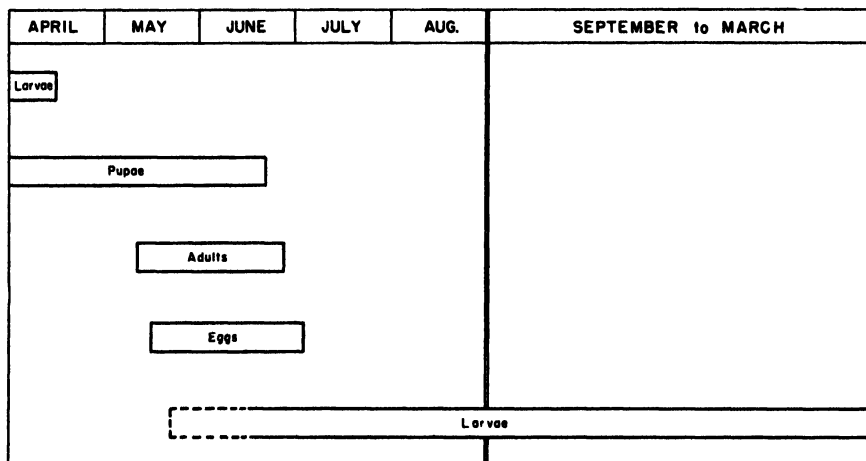 APRIL MAY JUNE JULY AUG. SEPTEMBER to MARCH
Larvae
Pupae
Adults
Eggs
Larvae